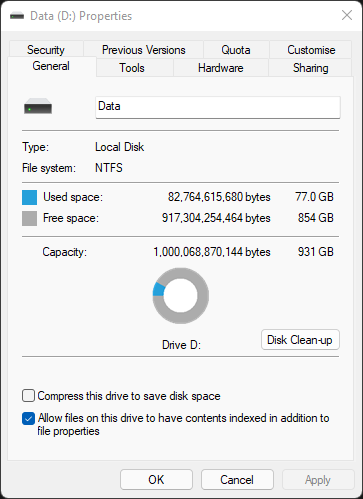 Data (D:) Properties
Security Previous Versions Quota Customise
General Tools Hardware Sharing
Data
Type: Local Disk
File system: NTFS
Used space: 82,764,615,680 bytes 77.0 GB
Free space: 917,304,254,464 bytes 854 GB
Capacity: 1,000,068,870,144 bytes 931 GB
Drive D: Disk Clean-up
Compress this drive to save disk space
Allow files on this drive to have contents indexed in addition to
file properties
OK Cancel Apply